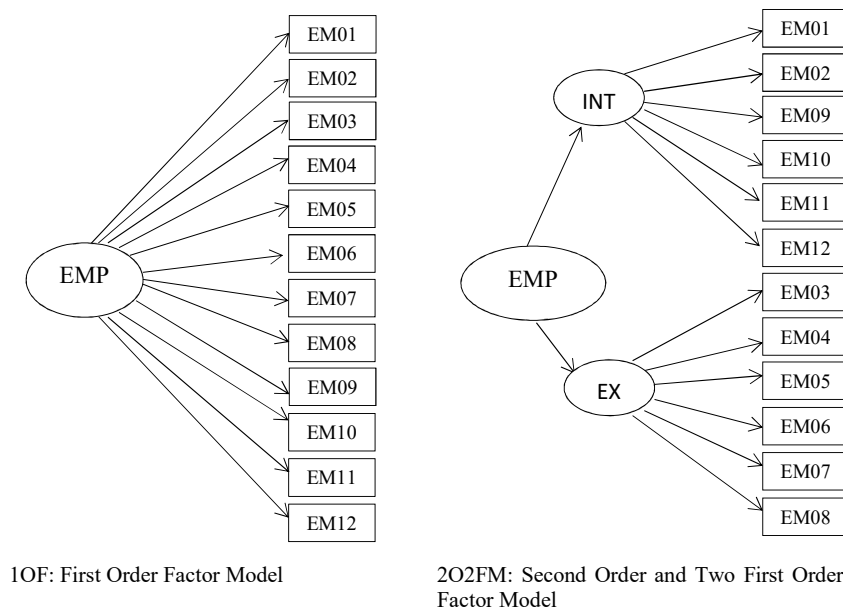 EM01
EM02
EM03
EM04
EM05
EM06
EMP
EM07
EM08
EM09
EM10
EM11
EM12
1OF: First Order Factor Model
EM01
EM02
INT
EM09
EM10
EM11
EM12
EMP
EM03
EM04
EX
EM05
EM06
EM07
EM08
2O2FM: Second Order and Two First Order
Factor Model